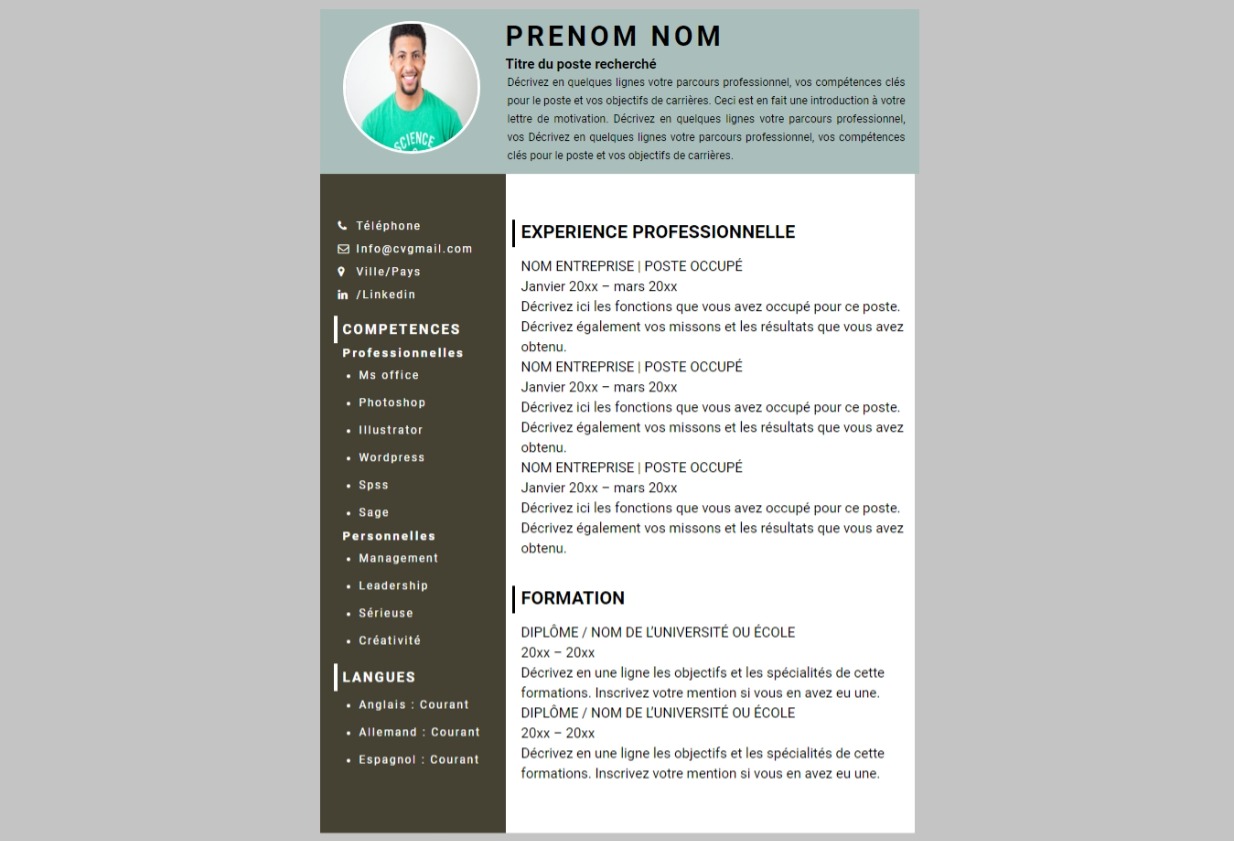 SCIENCE
PRENOM NOM
Titre du poste recherché
Décrivez en quelques lignes votre parcours professionnel, vos compétences clés
pour le poste et vos objectifs de carrières. Ceci est en fait une introduction à votre
lettre de motivation. Décrivez en quelques lignes votre parcours professionnel,
vos Décrivez en quelques lignes votre parcours professionnel, vos compétences
clés pour le poste et vos objectifs de carrières.
Téléphone
Info@cvgmail.com
Ville/Pays
in /Linkedin
COMPETENCES
Professionnelles
• Ms office
• Photoshop
• Illustrator
• Wordpress
• Spss
• Sage
Personnelles
• Management
• Leadership
• Sérieuse
• Créativité
LANGUES
• Anglais : Courant
• Allemand : Courant
• Espagnol : Courant
EXPERIENCE PROFESSIONNELLE
NOM ENTREPRISE | POSTE OCCUPÉ
Janvier 20xx – mars 20xx
Décrivez ici les fonctions que vous avez occupé pour ce poste.
Décrivez également vos missons et les résultats que vous avez
obtenu.
NOM ENTREPRISE | POSTE OCCUPÉ
Janvier 20xx – mars 20xx
Décrivez ici les fonctions que vous avez occupé pour ce poste.
Décrivez également vos missons et les résultats que vous avez
obtenu.
NOM ENTREPRISE | POSTE OCCUPÉ
Janvier 20xx – mars 20xx
Décrivez ici les fonctions que vous avez occupé pour ce poste.
Décrivez également vos missons et les résultats que vous avez
obtenu.
FORMATION
DIPLÔME / NOM DE L'UNIVERSITÉ OU ÉCOLE
20xx – 20xx
Décrivez en une ligne les objectifs et les spécialités de cette
formations. Inscrivez votre mention si vous en avez eu une.
DIPLÔME / NOM DE L'UNIVERSITÉ OU ÉCOLE
20xx – 20xx
Décrivez en une ligne les objectifs et les spécialités de cette
formations. Inscrivez votre mention si vous en avez eu une.